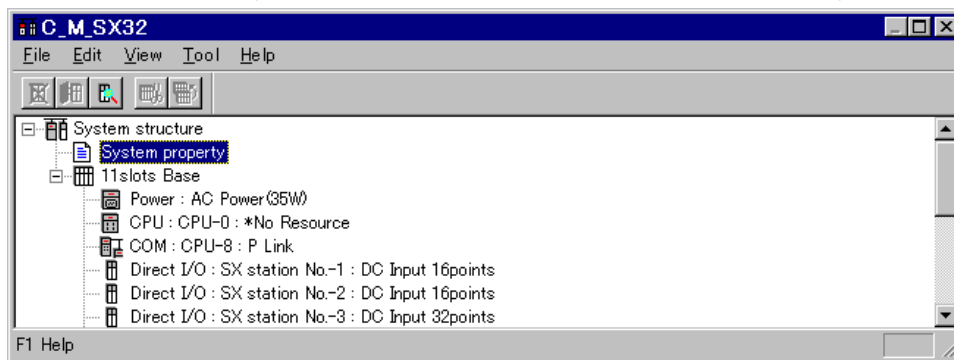 C_M_SX32
File Edit View Tool Help
System structure
System property
11slots Base
Power : AC Power(35W)
CPU : CPU-0 : *No Resource
COM : CPU-8 : P Link
Direct I/O : SX station No.-1 : DC Input 16points
Direct I/O : SX station No.-2 : DC Input 16points
Direct I/O : SX station No.-3 : DC Input 32points
F1 Help